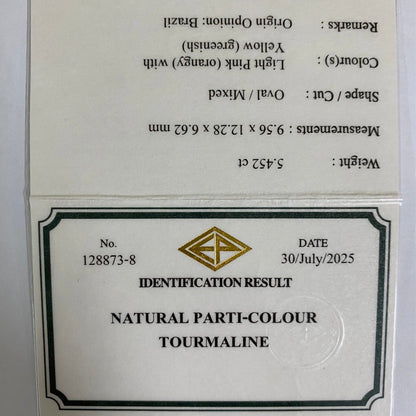 Weight : 5.452 ct
Measurements : 9.56 x 12.28 x 6.62 mm
Shape / Cut : Oval / Mixed
Colour(s) : Light Pink (orangy) with
Yellow (greenish)
Remarks : Origin Opinion: Brazil
No. DATE
128873-8 30/July/2025
IDENTIFICATION RESULT
NATURAL PARTI-COLOUR
TOURMALINE